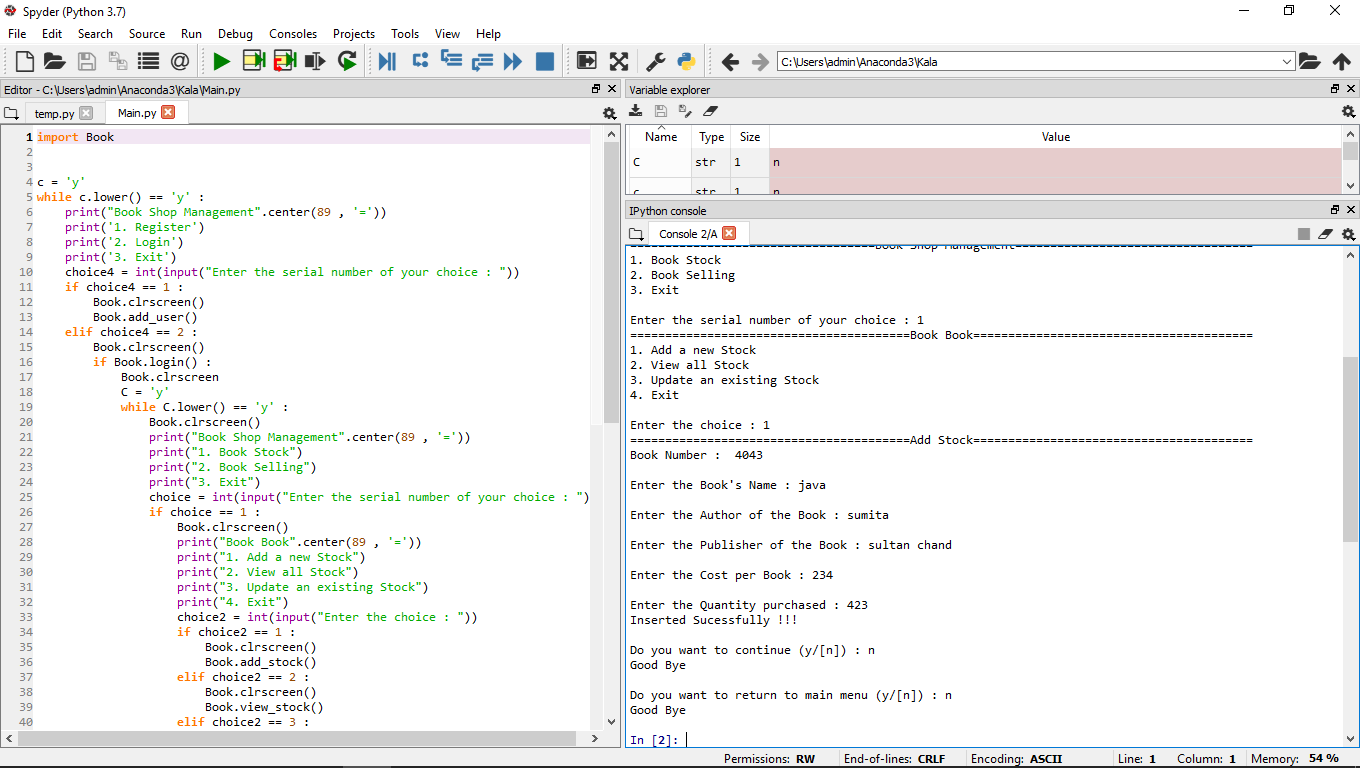 Spyder (Python 3.7)
File Edit Search Source Run Debug Consoles Projects Tools View Help
C:\Users\admin\Anaconda3\Kala
Editor - C:\Users\admin\Anaconda3\Kala\Main.py
temp.py Main.py
1 import Book
2
3
4 c = 'y'
5 while c.lower() == 'y' :
6     print("Book Shop Management".center(89 , '='))
7     print('1. Register')
8     print('2. Login')
9     print('3. Exit')
10     choice4 = int(input("Enter the serial number of your choice : "))
11     if choice4 == 1 :
12         Book.clrscreen()
13         Book.add_user()
14     elif choice4 == 2 :
15         Book.clrscreen()
16         if Book.login() :
17             Book.clrscreen
18             C = 'y'
19             while C.lower() == 'y' :
20                 Book.clrscreen()
21                 print("Book Shop Management".center(89 , '='))
22                 print("1. Book Stock")
23                 print("2. Book Selling")
24                 print("3. Exit")
25                 choice = int(input("Enter the serial number of your choice : ")
26                 if choice == 1 :
27                     Book.clrscreen()
28                     print("Book Book".center(89 , '='))
29                     print("1. Add a new Stock")
30                     print("2. View all Stock")
31                     print("3. Update an existing Stock")
32                     print("4. Exit")
33                     choice2 = int(input("Enter the choice : "))
34                     if choice2 == 1 :
35                         Book.clrscreen()
36                         Book.add_stock()
37                     elif choice2 == 2 :
38                         Book.clrscreen()
39                         Book.view_stock()
40                     elif choice2 == 3 :
Variable explorer
Name Type Size Value
C str 1 n
c str 1 n
IPython console
Console 2/A
===================================Book Shop Management==================================
1. Book Stock
2. Book Selling
3. Exit
Enter the serial number of your choice : 1
========================================Book Book========================================
1. Add a new Stock
2. View all Stock
3. Update an existing Stock
4. Exit
Enter the choice : 1
========================================Add Stock========================================
Book Number :  4043
Enter the Book's Name : java
Enter the Author of the Book : sumita
Enter the Publisher of the Book : sultan chand
Enter the Cost per Book : 234
Enter the Quantity purchased : 423
Inserted Sucessfully !!!
Do you want to continue (y/[n]) : n
Good Bye
Do you want to return to main menu (y/[n]) : n
Good Bye
In [2]:
Permissions: RW End-of-lines: CRLF Encoding: ASCII Line: 1 Column: 1 Memory: 54 %